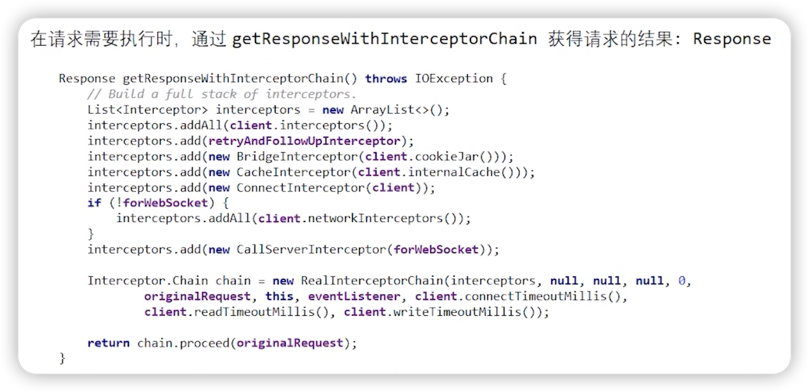 在请求需要执行时，通过 getResponseWithInterceptorChain 获得请求的结果: Response
Response getResponseWithInterceptorChain() throws IOException {
    // Build a full stack of interceptors.
    List<Interceptor> interceptors = new ArrayList<>();
    interceptors.addAll(client.interceptors());
    interceptors.add(retryAndFollowUpInterceptor);
    interceptors.add(new BridgeInterceptor(client.cookieJar()));
    interceptors.add(new CacheInterceptor(client.internalCache()));
    interceptors.add(new ConnectInterceptor(client));
    if (!forWebSocket) {
        interceptors.addAll(client.networkInterceptors());
    }
    interceptors.add(new CallServerInterceptor(forWebSocket));
    Interceptor.Chain chain = new RealInterceptorChain(interceptors, null, null, null, 0,
            originalRequest, this, eventListener, client.connectTimeoutMillis(),
            client.readTimeoutMillis(), client.writeTimeoutMillis());
    return chain.proceed(originalRequest);
}